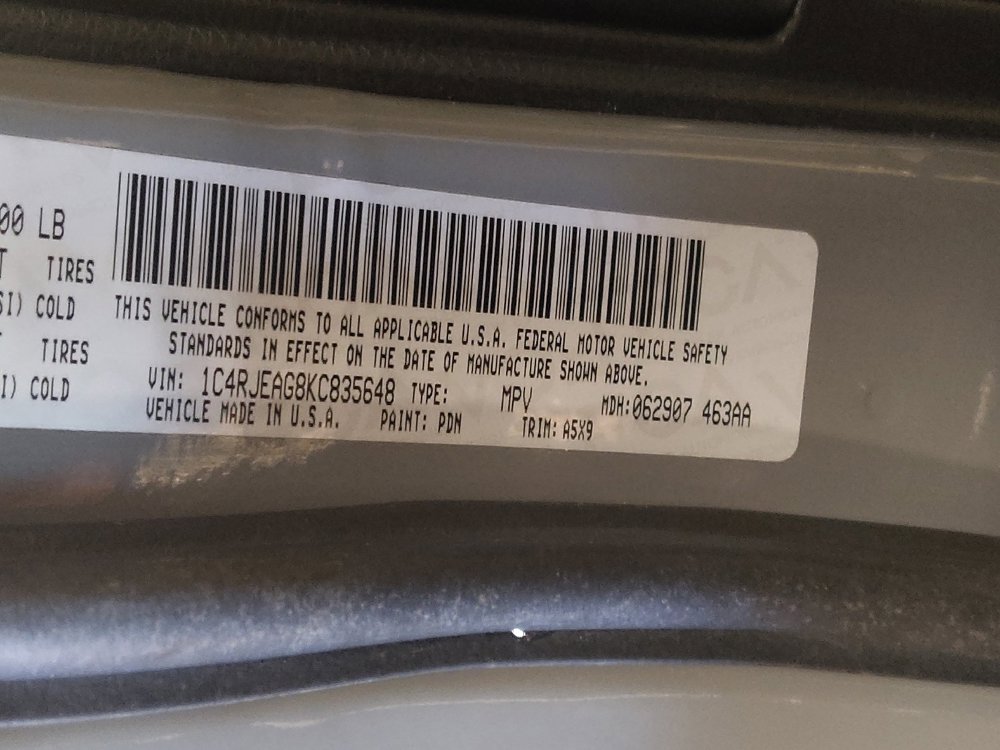 00 LB
TIRES
SI) COLD
TIRES
I) COLD
THIS VEHICLE CONFORMS TO ALL APPLICABLE U.S.A. FEDERAL MOTOR VEHICLE SAFETY
STANDARDS IN EFFECT ON THE DATE OF MANUFACTURE SHOWN ABOVE.
VIN: 1C4RJEAG8KC835648 TYPE: MPV MDH:062907 463AA
VEHICLE MADE IN U.S.A. PAINT: PDN TRIM: A5X9